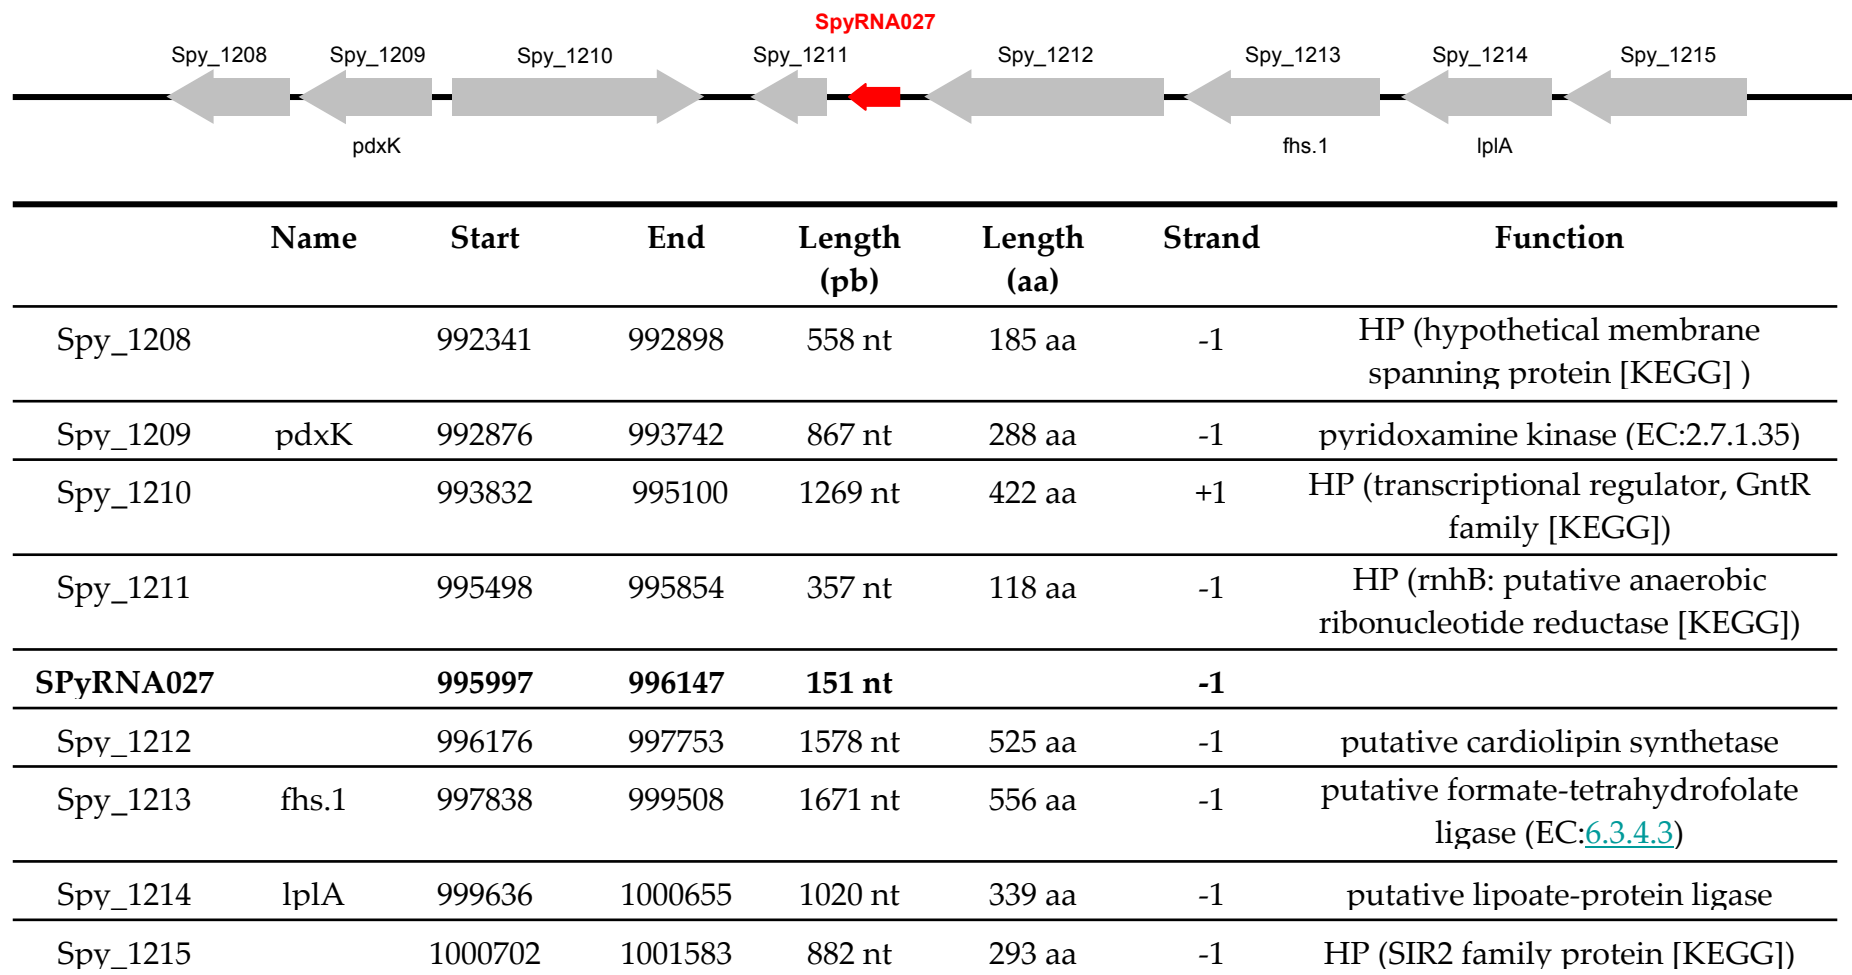 SpyRNA027
Spy_1208 Spy_1209 Spy_1210 Spy_1211 Spy_1212 Spy_1213 Spy_1214 Spy_1215
pdxK fhs.1 lplA
Name Start End Length (pb) Length (aa) Strand Function
Spy_1208 992341 992898 558 nt 185 aa -1 HP (hypothetical membrane
spanning protein [KEGG] )
Spy_1209 pdxK 992876 993742 867 nt 288 aa -1 pyridoxamine kinase (EC:2.7.1.35)
Spy_1210 993832 995100 1269 nt 422 aa +1 HP (transcriptional regulator, GntR
family [KEGG])
Spy_1211 995498 995854 357 nt 118 aa -1 HP (rnhB: putative anaerobic
ribonucleotide reductase [KEGG])
SPyRNA027 995997 996147 151 nt -1
Spy_1212 996176 997753 1578 nt 525 aa -1 putative cardiolipin synthetase
Spy_1213 fhs.1 997838 999508 1671 nt 556 aa -1 putative formate-tetrahydrofolate
ligase (EC:6.3.4.3)
Spy_1214 lplA 999636 1000655 1020 nt 339 aa -1 putative lipoate-protein ligase
Spy_1215 1000702 1001583 882 nt 293 aa -1 HP (SIR2 family protein [KEGG])